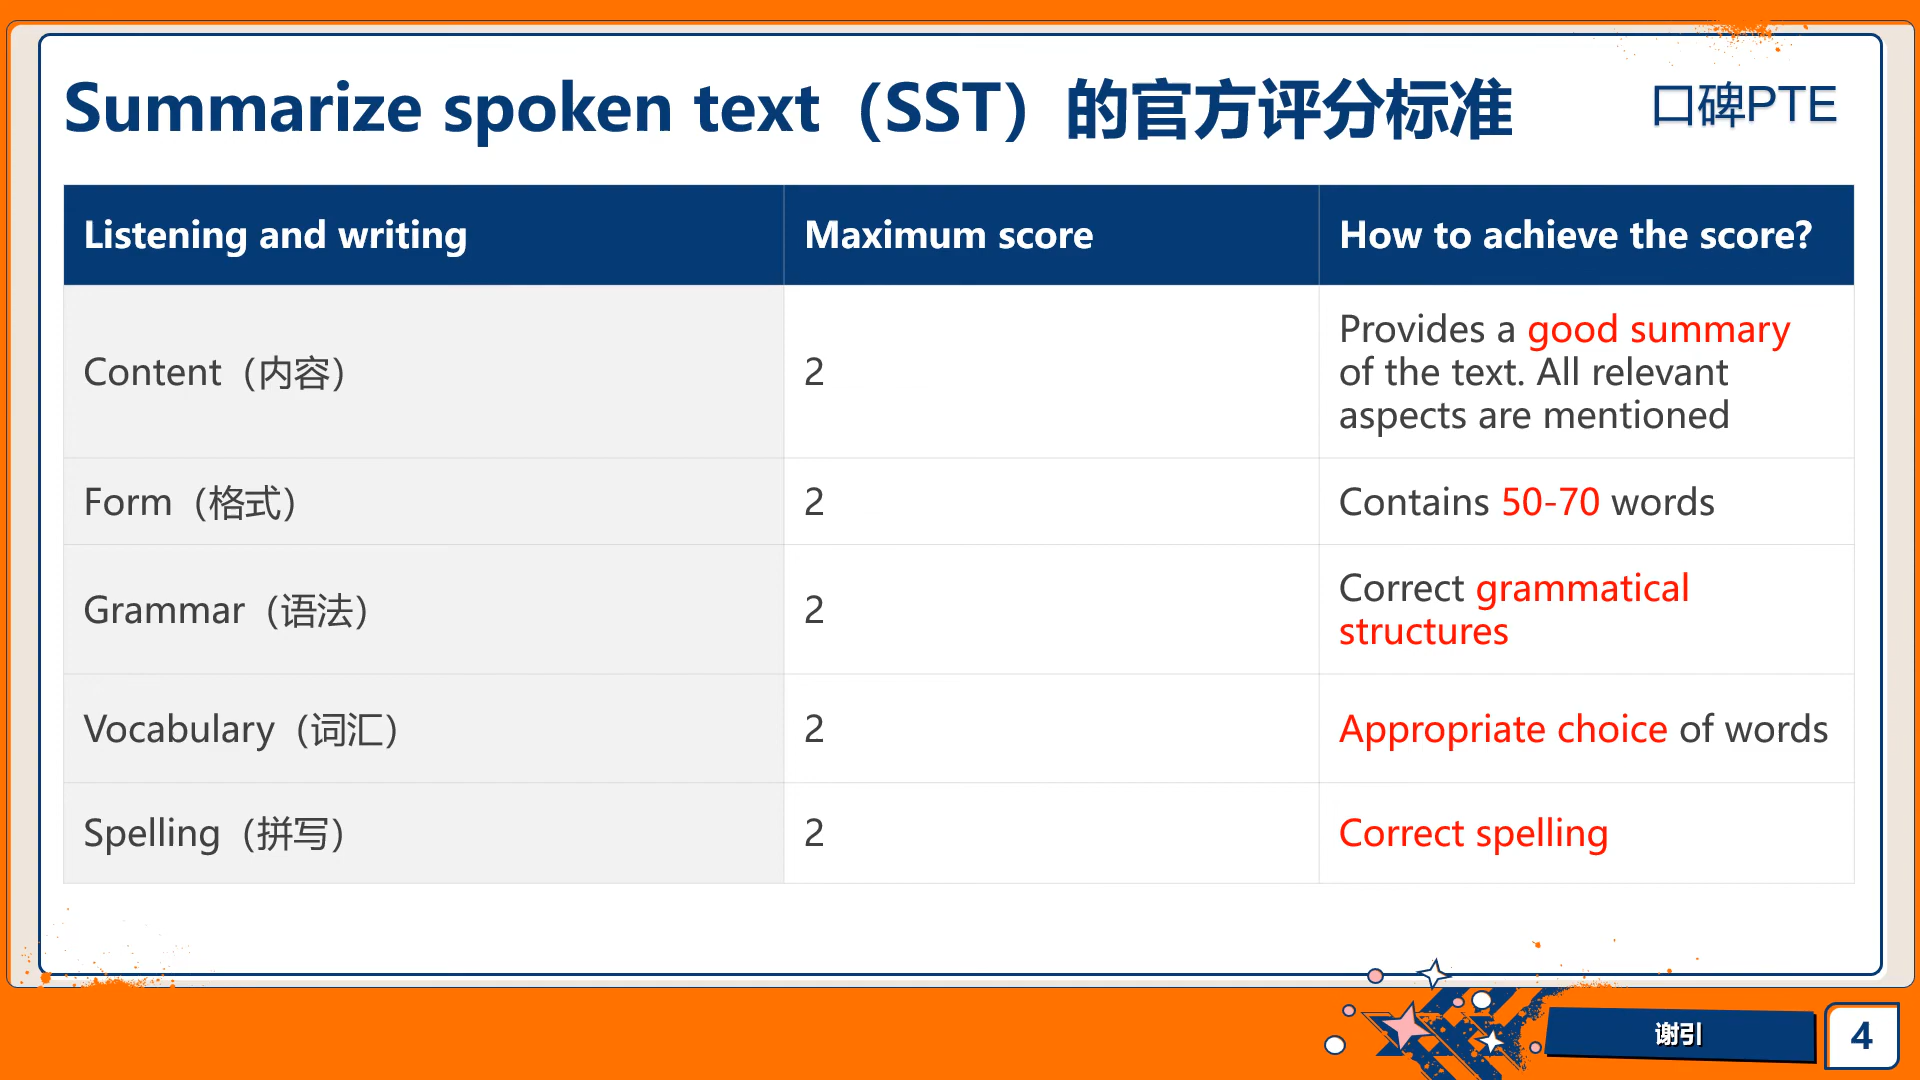 Summarize spoken text（SST）的官方评分标准
口碑PTE
Listening and writing
Maximum score
How to achieve the score?
Content（内容）
2
Provides a good summary
of the text. All relevant
aspects are mentioned
Form（格式）
2
Contains 50-70 words
Grammar（语法）
2
Correct grammatical
structures
Vocabulary（词汇）
2
Appropriate choice of words
Spelling（拼写）
2
Correct spelling
谢引
4